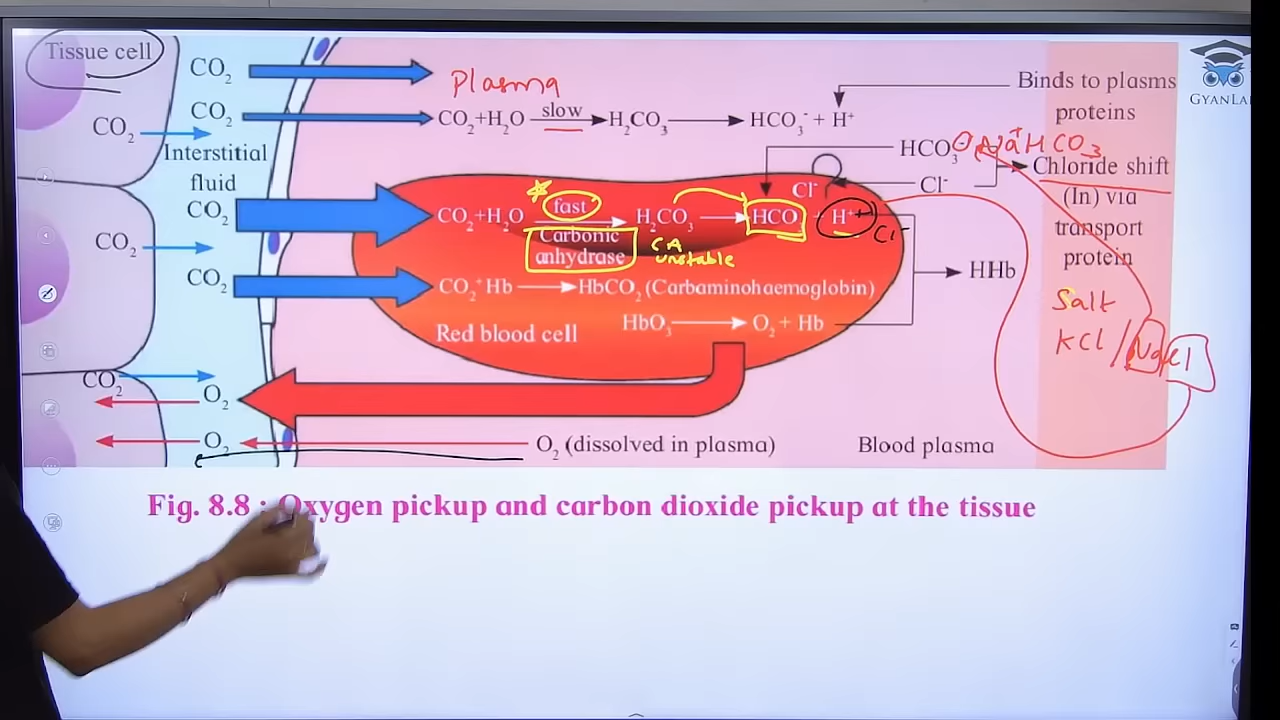 Tissue cell
CO₂
Plasma
Binds to plasms
proteins
GYANLA
CO₂
CO₂+H₂O slow H₂CO₃ HCO₃⁻ + H⁺
CO₂
Interstitial
fluid
HCO₃⁻ Na⁺HCO₃
Chloride shift
Cl⁻
Cl⁻
(In) via
transport
protein
CO₂
CO₂+H₂O fast H₂CO₃ HCO + H⁺
Cl⁻
Carbonic
anhydrase
CA
unstable
CO₂
CO₂
CO₂⁺Hb HbCO₂ (Carbaminohaemoglobin)
HHb
Salt
KCl / NaCl
HbO₃ O₂ + Hb
Red blood cell
CO₂
O₂
O₂
O₂ (dissolved in plasma)
Blood plasma
Fig. 8.8 : Oxygen pickup and carbon dioxide pickup at the tissue